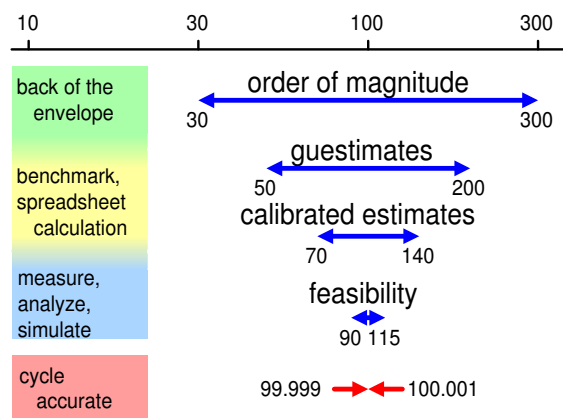 10 30 100 300
back of the
envelope
order of magnitude
30 300
guestimates
50 200
benchmark,
spreadsheet
calculation
calibrated estimates
70 140
measure,
analyze,
simulate
feasibility
90 115
cycle
accurate
99.999 100.001